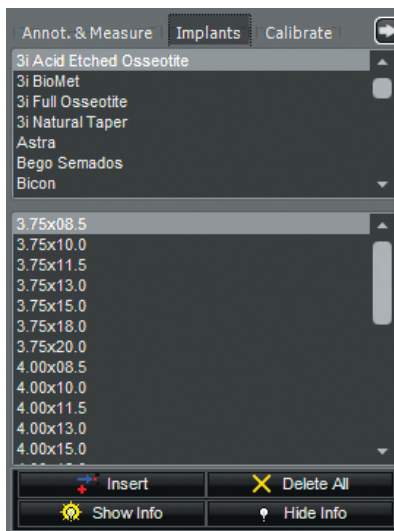 Annot. & Measure Implants Calibrate
3i Acid Etched Osseotite
3i BioMet
3i Full Osseotite
3i Natural Taper
Astra
Bego Semados
Bicon
3.75x08.5
3.75x10.0
3.75x11.5
3.75x13.0
3.75x15.0
3.75x18.0
3.75x20.0
4.00x08.5
4.00x10.0
4.00x11.5
4.00x13.0
4.00x15.0
Insert Delete All
Show Info Hide Info